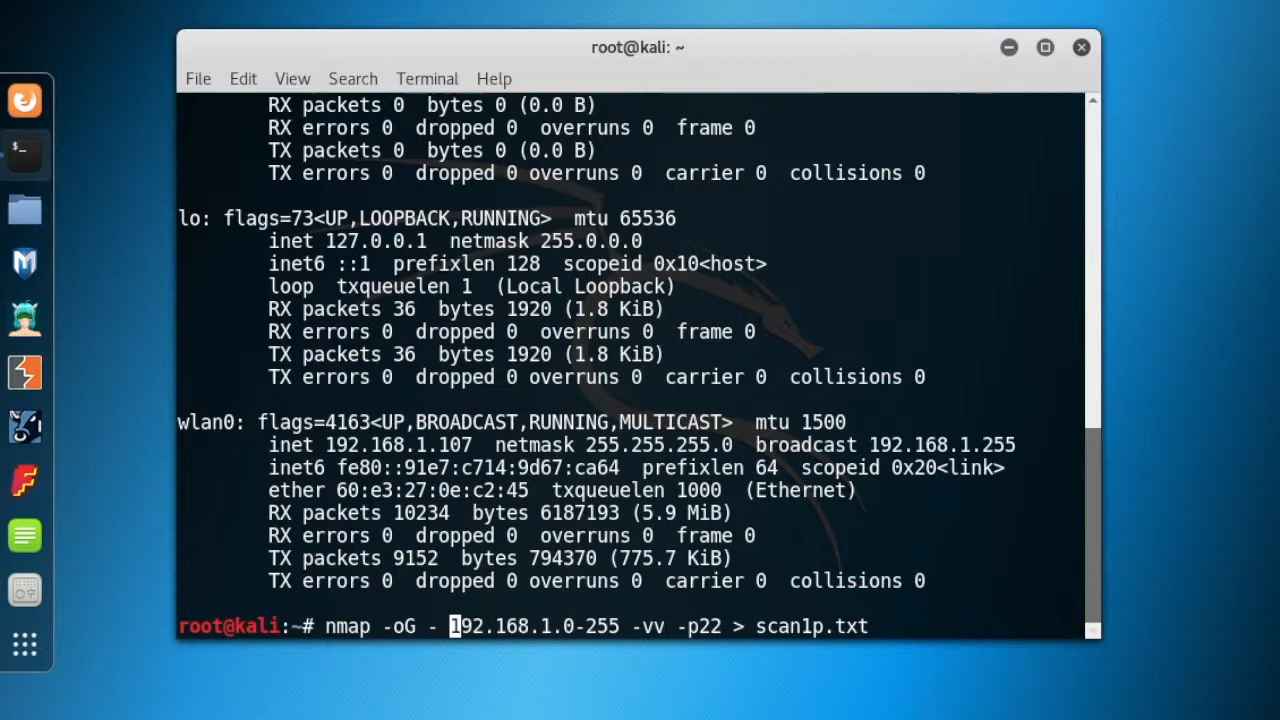 root@kali: ~
File Edit View Search Terminal Help
RX packets 0 bytes 0 (0.0 B)
RX errors 0 dropped 0 overruns 0 frame 0
TX packets 0 bytes 0 (0.0 B)
TX errors 0 dropped 0 overruns 0 carrier 0 collisions 0
lo: flags=73<UP,LOOPBACK,RUNNING> mtu 65536
inet 127.0.0.1 netmask 255.0.0.0
inet6 ::1 prefixlen 128 scopeid 0x10<host>
loop txqueuelen 1 (Local Loopback)
RX packets 36 bytes 1920 (1.8 KiB)
RX errors 0 dropped 0 overruns 0 frame 0
TX packets 36 bytes 1920 (1.8 KiB)
TX errors 0 dropped 0 overruns 0 carrier 0 collisions 0
wlan0: flags=4163<UP,BROADCAST,RUNNING,MULTICAST> mtu 1500
inet 192.168.1.107 netmask 255.255.255.0 broadcast 192.168.1.255
inet6 fe80::91e7:c714:9d67:ca64 prefixlen 64 scopeid 0x20<link>
ether 60:e3:27:0e:c2:45 txqueuelen 1000 (Ethernet)
RX packets 10234 bytes 6187193 (5.9 MiB)
RX errors 0 dropped 0 overruns 0 frame 0
TX packets 9152 bytes 794370 (775.7 KiB)
TX errors 0 dropped 0 overruns 0 carrier 0 collisions 0
root@kali:~# nmap -oG - 192.168.1.0-255 -vv -p22 > scan1p.txt